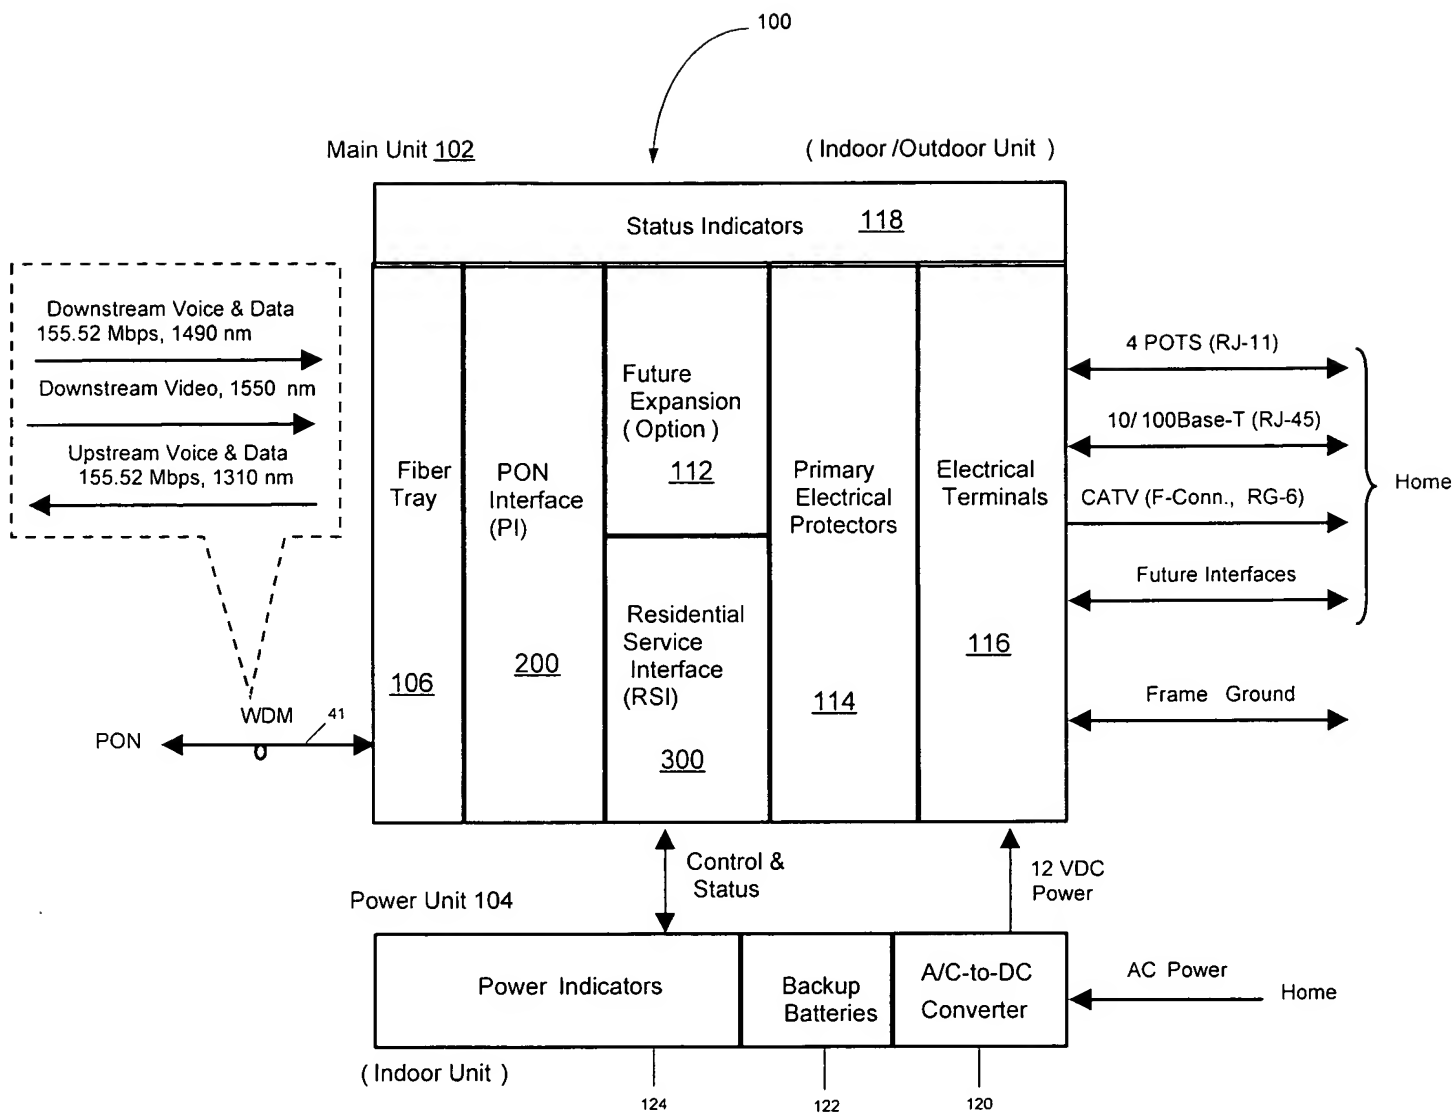 100
Main Unit 102
( Indoor /Outdoor Unit )
Status Indicators 118
Downstream Voice & Data
155.52 Mbps, 1490 nm
Downstream Video, 1550 nm
Upstream Voice & Data
155.52 Mbps, 1310 nm
WDM
41
PON
Fiber
Tray
106
PON
Interface
(PI)
200
Future
Expansion
( Option )
112
Residential
Service
Interface
(RSI)
300
Primary
Electrical
Protectors
114
Electrical
Terminals
116
4 POTS (RJ-11)
10/ 100Base-T (RJ-45)
CATV (F-Conn., RG-6)
Future Interfaces
Home
Frame Ground
Control &
Status
12 VDC
Power
Power Unit 104
Power Indicators
Backup
Batteries
A/C-to-DC
Converter
AC Power
Home
( Indoor Unit )
124
122
120